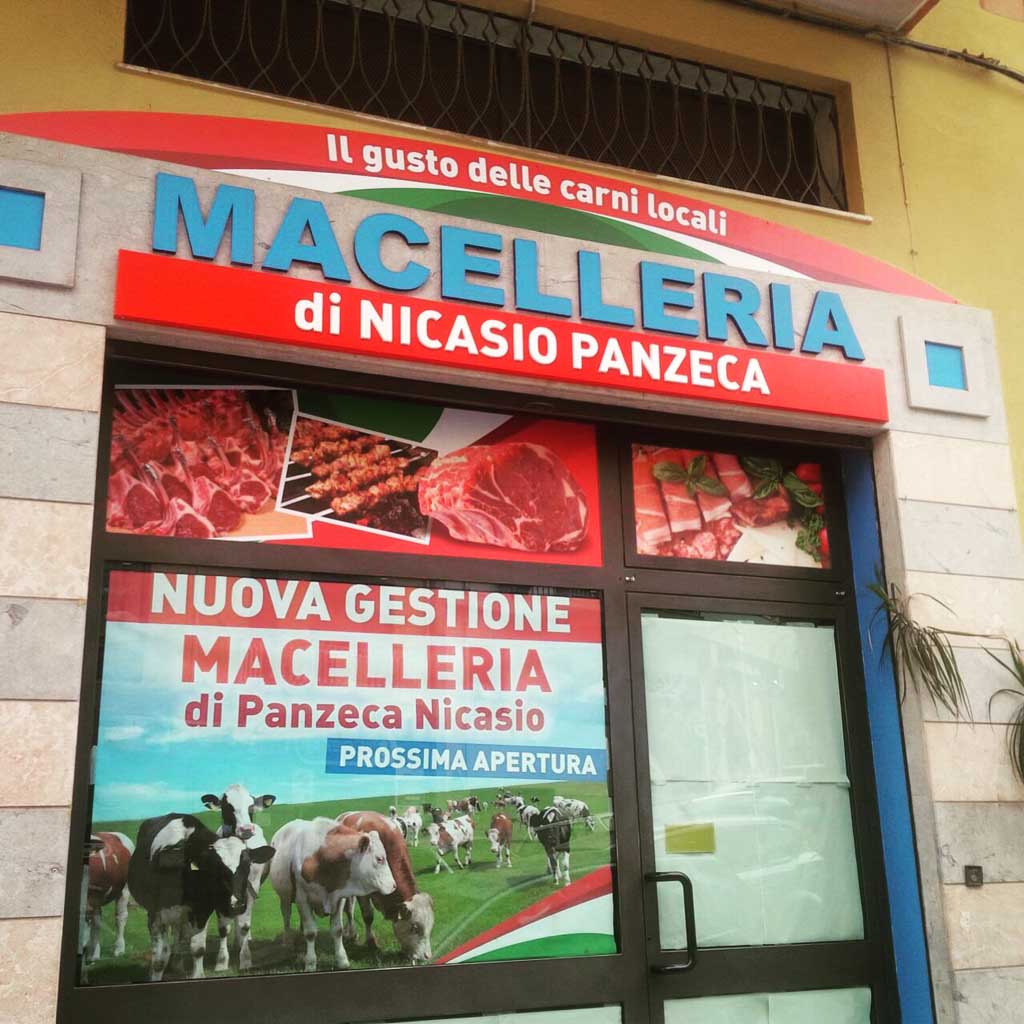 Il gusto delle carni locali
MACELLERIA
di NICASIO PANZECA
NUOVA GESTIONE
MACELLERIA
di Panzeca Nicasio
PROSSIMA APERTURA